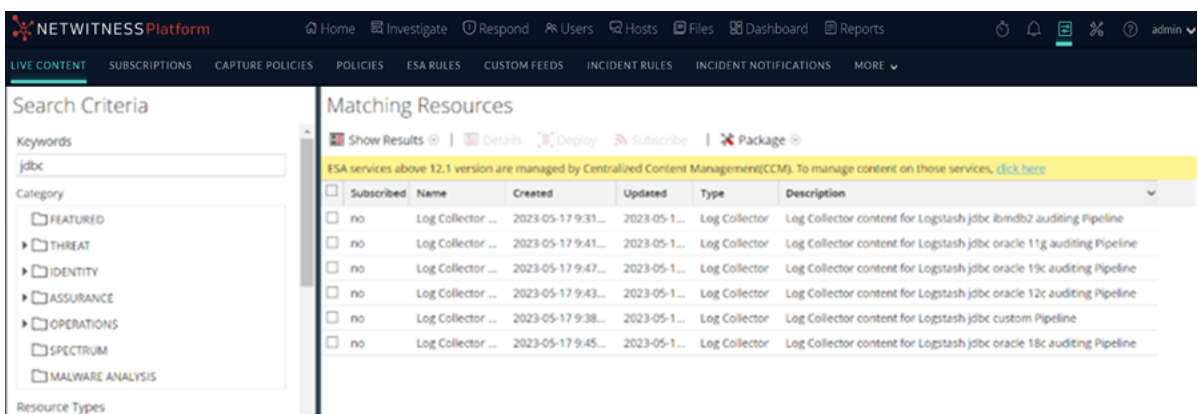 NETWITNESS Platform
Home Investigate Respond Users Hosts Files Dashboard Reports admin
LIVE CONTENT SUBSCRIPTIONS CAPTURE POLICIES POLICIES ESA RULES CUSTOM FEEDS INCIDENT RULES INCIDENT NOTIFICATIONS MORE
Search Criteria
Keywords
jdbc
Category
FEATURED
THREAT
IDENTITY
ASSURANCE
OPERATIONS
SPECTRUM
MALWARE ANALYSIS
Resource Types
Matching Resources
Show Results | Details Deploy Subscribe | Package
ESA services above 12.1 version are managed by Centralized Content Management(CCM). To manage content on those services, click here
Subscribed Name Created Updated Type Description
no Log Collector ... 2023-05-17 9:31... 2023-05-1... Log Collector Log Collector content for Logstash jdbc ibmdb2 auditing Pipeline
no Log Collector ... 2023-05-17 9:41... 2023-05-1... Log Collector Log Collector content for Logstash jdbc oracle 11g auditing Pipeline
no Log Collector ... 2023-05-17 9:47... 2023-05-1... Log Collector Log Collector content for Logstash jdbc oracle 19c auditing Pipeline
no Log Collector ... 2023-05-17 9:43... 2023-05-1... Log Collector Log Collector content for Logstash jdbc oracle 12c auditing Pipeline
no Log Collector ... 2023-05-17 9:38... 2023-05-1... Log Collector Log Collector content for Logstash jdbc custom Pipeline
no Log Collector ... 2023-05-17 9:45... 2023-05-1... Log Collector Log Collector content for Logstash jdbc oracle 18c auditing Pipeline